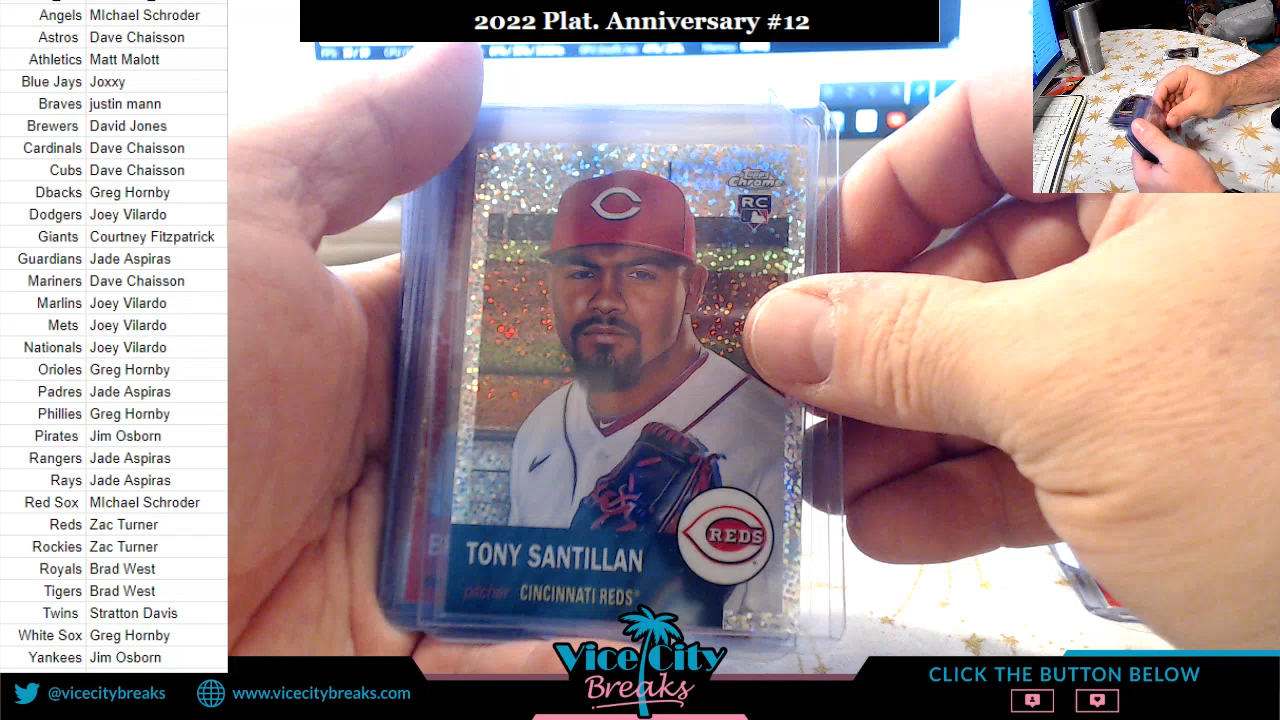 2022 Plat. Anniversary #12
Angels MIchael Schroder
Astros Dave Chaisson
Athletics Matt Malott
Blue Jays Joxxy
Braves justin mann
Brewers David Jones
Cardinals Dave Chaisson
Cubs Dave Chaisson
Dbacks Greg Hornby
Dodgers Joey Vilardo
Giants Courtney Fitzpatrick
Guardians Jade Aspiras
Mariners Dave Chaisson
Marlins Joey Vilardo
Mets Joey Vilardo
Nationals Joey Vilardo
Orioles Greg Hornby
Padres Jade Aspiras
Phillies Greg Hornby
Pirates Jim Osborn
Rangers Jade Aspiras
Rays Jade Aspiras
Red Sox MIchael Schroder
Reds Zac Turner
Rockies Zac Turner
Royals Brad West
Tigers Brad West
Twins Stratton Davis
White Sox Greg Hornby
Yankees Jim Osborn
Topps
Chrome
RC
C
REDS
TONY SANTILLAN
pitcher CINCINNATI REDS
Vice City
Breaks
@vicecitybreaks
www.vicecitybreaks.com
CLICK THE BUTTON BELOW